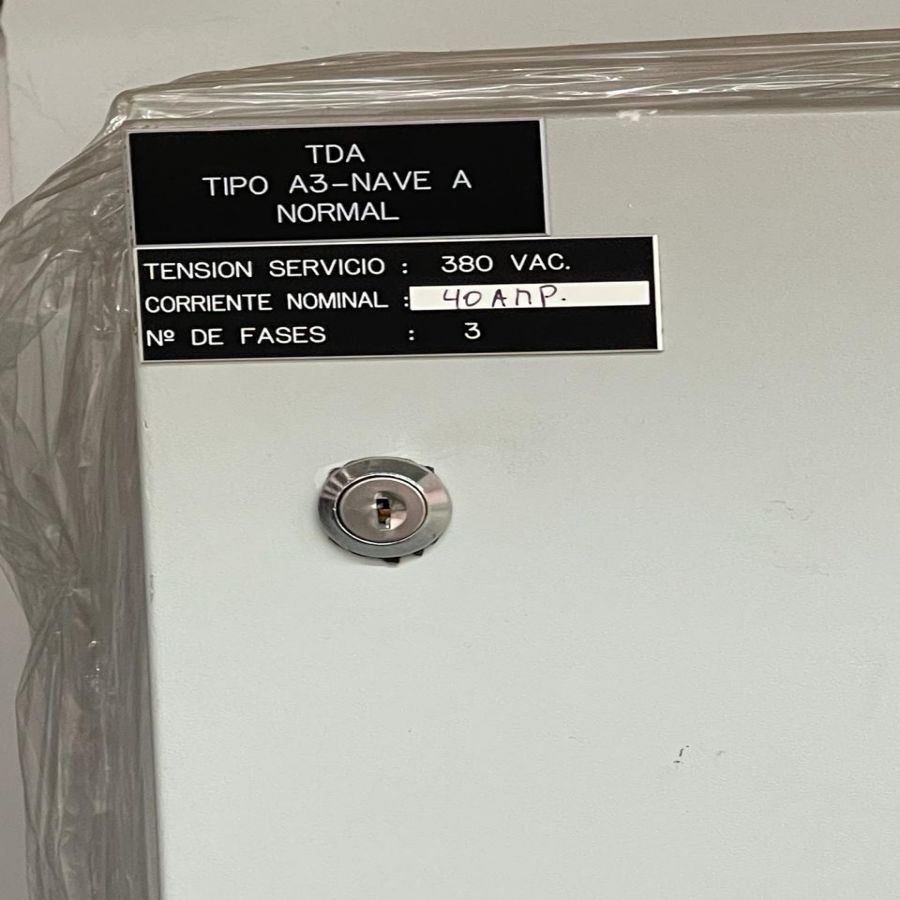 TDA
TIPO A3-NAVE A
NORMAL
TENSION SERVICIO : 380 VAC.
CORRIENTE NOMINAL : 40 AMP.
Nº DE FASES : 3